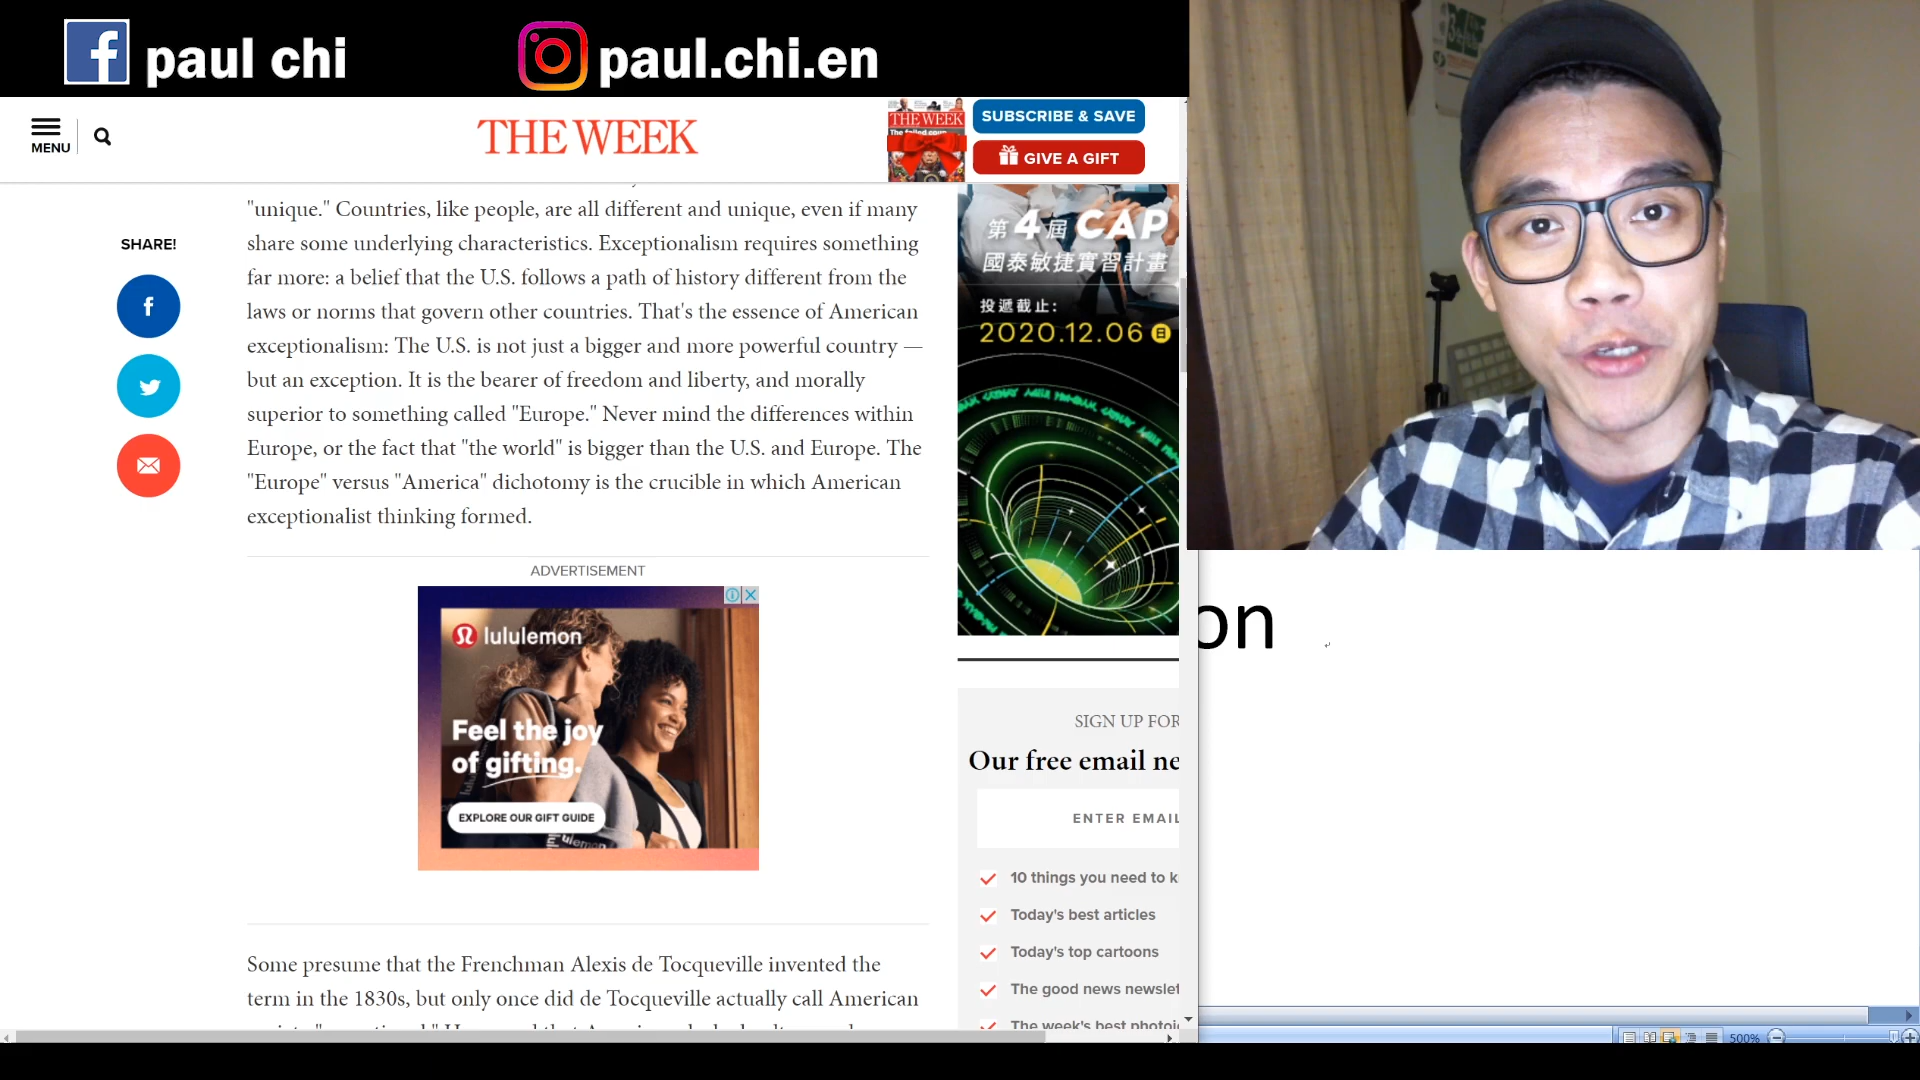 paul chi
paul.chi.en
MENU
THE WEEK
THE WEEK
SUBSCRIBE & SAVE
GIVE A GIFT
SHARE!
"unique." Countries, like people, are all different and unique, even if many
share some underlying characteristics. Exceptionalism requires something
far more: a belief that the U.S. follows a path of history different from the
laws or norms that govern other countries. That's the essence of American
exceptionalism: The U.S. is not just a bigger and more powerful country —
but an exception. It is the bearer of freedom and liberty, and morally
superior to something called "Europe." Never mind the differences within
Europe, or the fact that "the world" is bigger than the U.S. and Europe. The
"Europe" versus "America" dichotomy is the crucible in which American
exceptionalist thinking formed.
ADVERTISEMENT
lululemon
Feel the joy
of gifting.
EXPLORE OUR GIFT GUIDE
Some presume that the Frenchman Alexis de Tocqueville invented the
term in the 1830s, but only once did de Tocqueville actually call American
第4屆 CAP
國泰敏捷實習計畫
投遞截止:
2020.12.06 日
SIGN UP FOR
Our free email ne
ENTER EMAIL
10 things you need to k
Today's best articles
Today's top cartoons
The good news newslet
The week's best photoj
on
500%